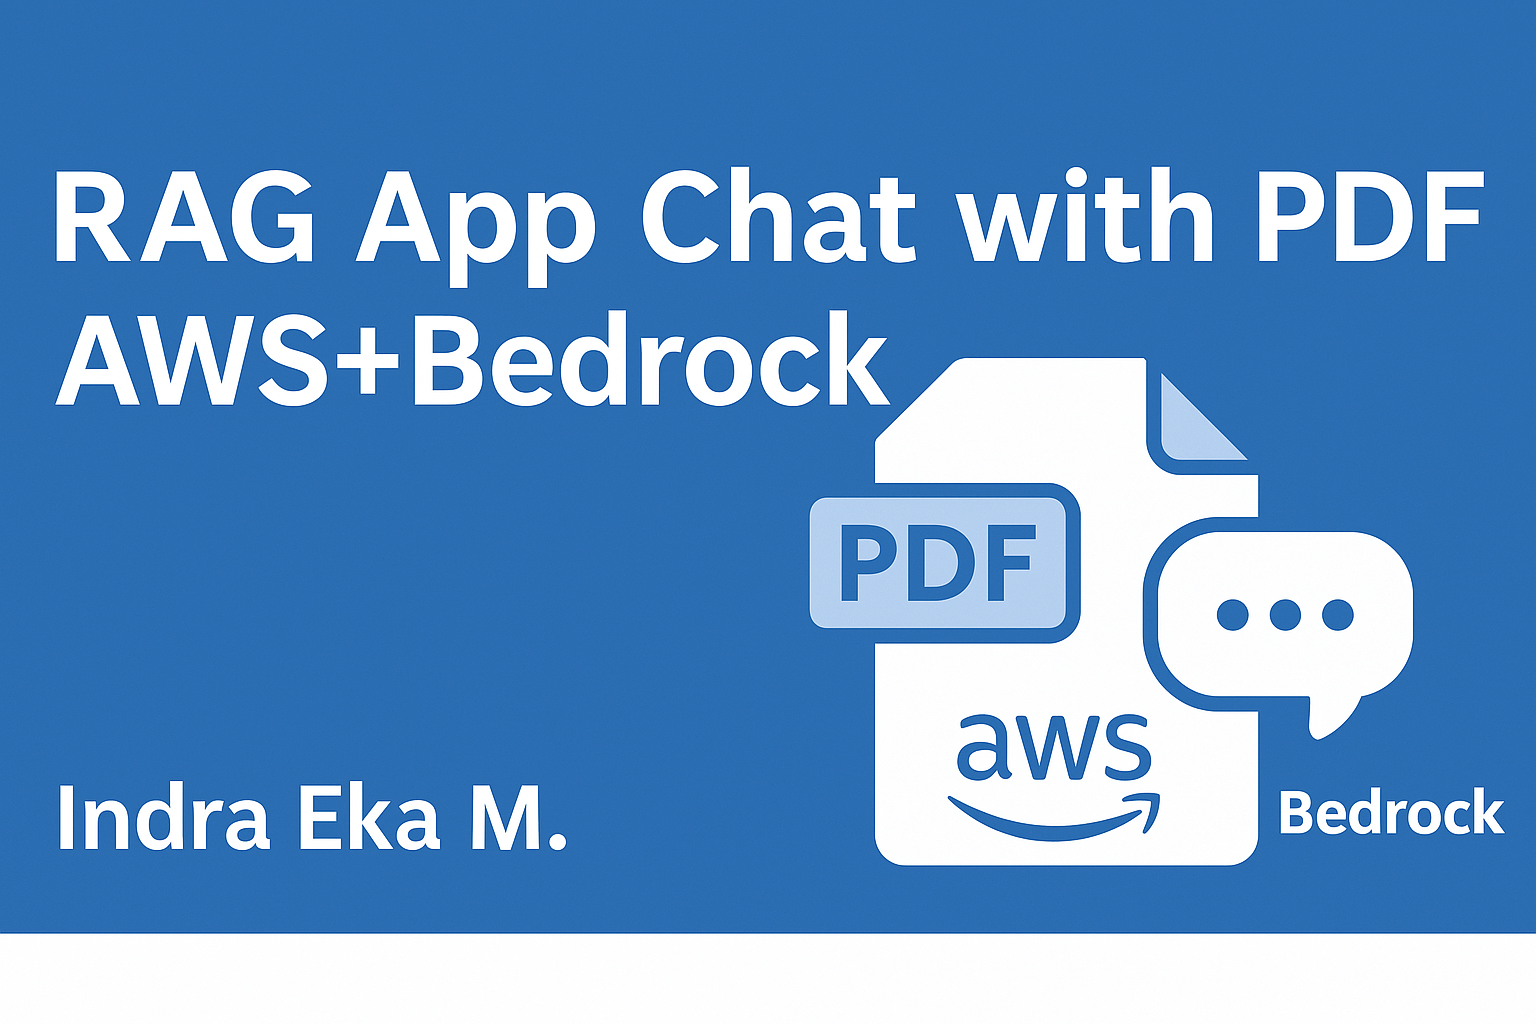 RAG App Chat with PDF
AWS+Bedrock
PDF
aws
Indra Eka M.
Bedrock